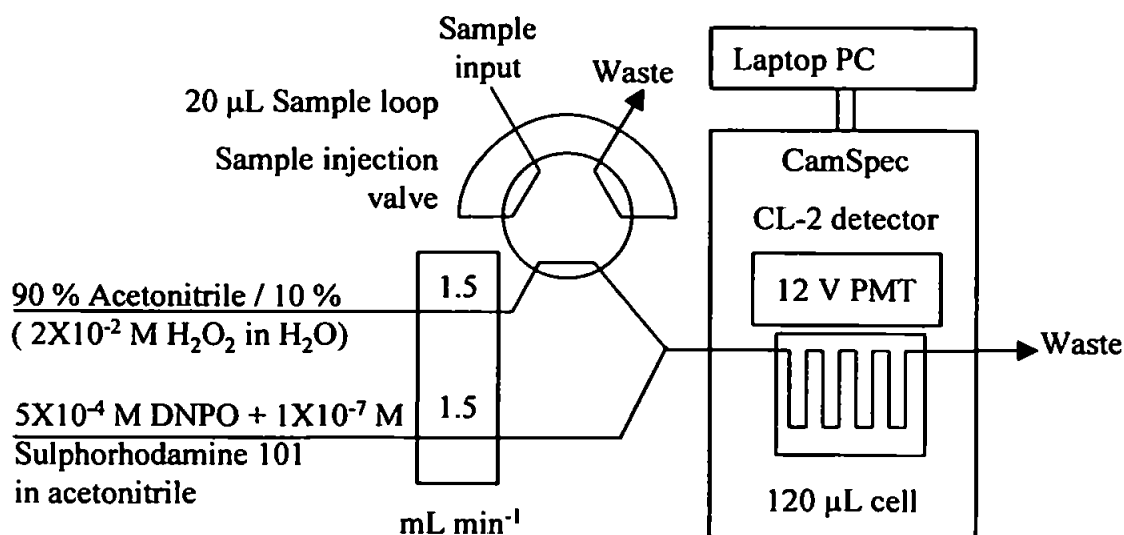 Sample
input
Waste
20 µL Sample loop
Sample injection
valve
Laptop PC
CamSpec
CL-2 detector
12 V PMT
90 % Acetonitrile / 10 %
( 2X10⁻² M H₂O₂ in H₂O)
1.5
5X10⁻⁴ M DNPO + 1X10⁻⁷ M
Sulphorhodamine 101
in acetonitrile
1.5
mL min⁻¹
120 µL cell
Waste